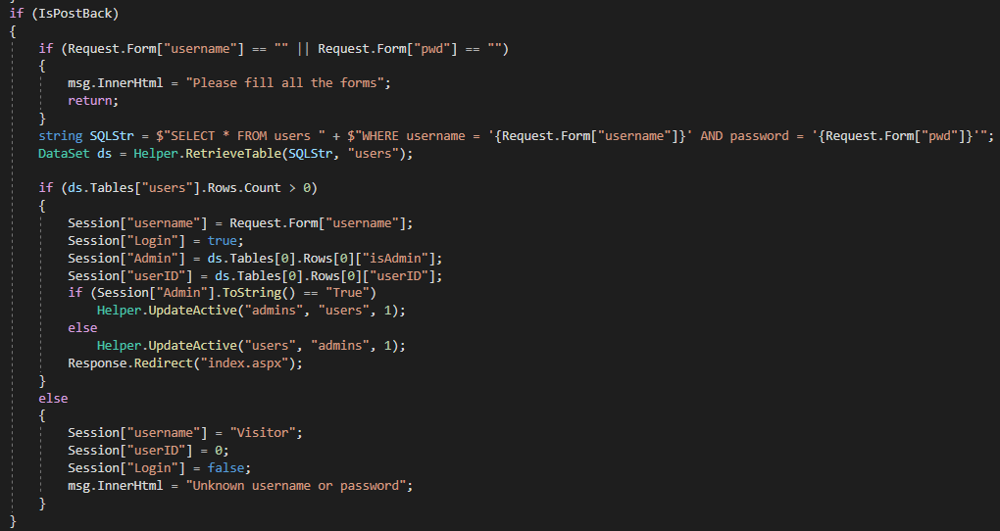 if (IsPostBack)
{
if (Request.Form["username"] == "" || Request.Form["pwd"] == "")
{
msg.InnerHtml = "Please fill all the forms";
return;
}
string SQLStr = $"SELECT * FROM users " + $"WHERE username = '{Request.Form["username"]}' AND password = '{Request.Form["pwd"]}'";
DataSet ds = Helper.RetrieveTable(SQLStr, "users");
if (ds.Tables["users"].Rows.Count > 0)
{
Session["username"] = Request.Form["username"];
Session["Login"] = true;
Session["Admin"] = ds.Tables[0].Rows[0]["isAdmin"];
Session["userID"] = ds.Tables[0].Rows[0]["userID"];
if (Session["Admin"].ToString() == "True")
Helper.UpdateActive("admins", "users", 1);
else
Helper.UpdateActive("users", "admins", 1);
Response.Redirect("index.aspx");
}
else
{
Session["username"] = "Visitor";
Session["userID"] = 0;
Session["Login"] = false;
msg.InnerHtml = "Unknown username or password";
}
}